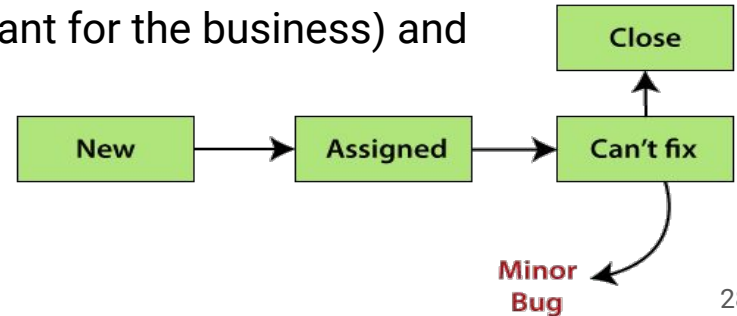 ant for the business) and
Close
New
Assigned
Can't fix
Minor
Bug